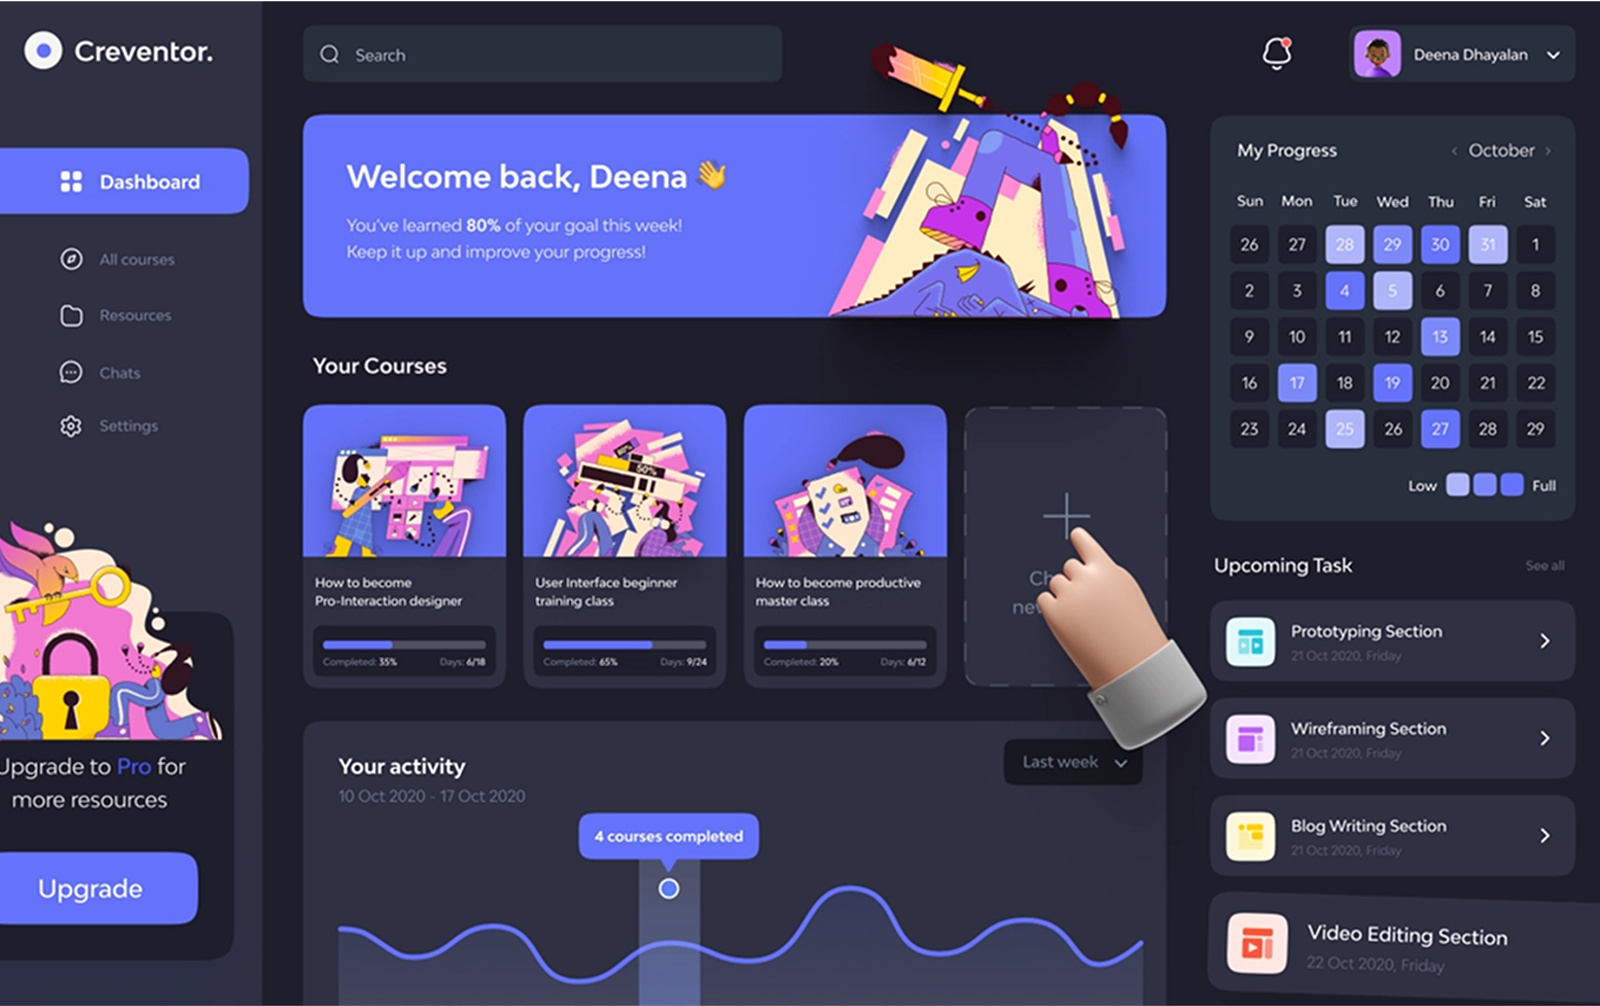 Creventor.
Search
Deena Dhayalan
Dashboard
All courses
Resources
Chats
Settings
Upgrade to Pro for
more resources
Upgrade
Welcome back, Deena 👋
You've learned 80% of your goal this week!
Keep it up and improve your progress!
Your Courses
50%
How to become
Pro-Interaction designer
Completed: 35% Days: 6/18
User Interface beginner
training class
Completed: 65% Days: 9/24
How to become productive
master class
Completed: 20% Days: 6/12
Your activity
10 Oct 2020 - 17 Oct 2020
Last week
4 courses completed
My Progress
‹ October ›
Sun Mon Tue Wed Thu Fri Sat
26 27 28 29 30 31 1
2 3 4 5 6 7 8
9 10 11 12 13 14 15
16 17 18 19 20 21 22
23 24 25 26 27 28 29
Low Full
Upcoming Task
See all
Prototyping Section
21 Oct 2020, Friday
Wireframing Section
21 Oct 2020, Friday
Blog Writing Section
21 Oct 2020, Friday
Video Editing Section
22 Oct 2020, Friday